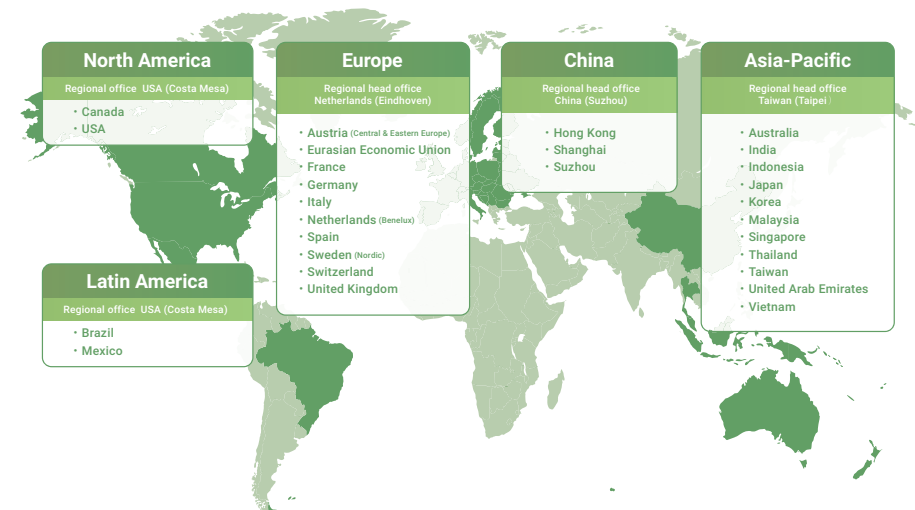 North America
Regional office USA (Costa Mesa)
• Canada
• USA
Latin America
Regional office USA (Costa Mesa)
• Brazil
• Mexico
Europe
Regional head office
Netherlands (Eindhoven)
• Austria (Central & Eastern Europe)
• Eurasian Economic Union
• France
• Germany
• Italy
• Netherlands (Benelux)
• Spain
• Sweden (Nordic)
• Switzerland
• United Kingdom
China
Regional head office
China (Suzhou)
• Hong Kong
• Shanghai
• Suzhou
Asia-Pacific
Regional head office
Taiwan (Taipei)
• Australia
• India
• Indonesia
• Japan
• Korea
• Malaysia
• Singapore
• Thailand
• Taiwan
• United Arab Emirates
• Vietnam